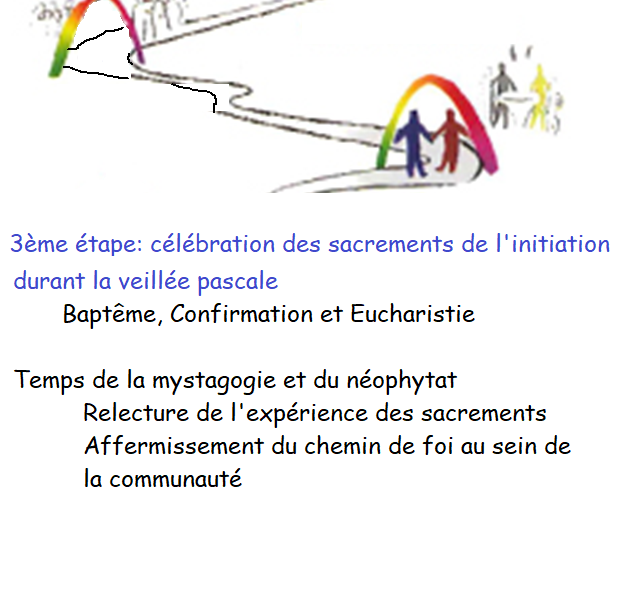 3ème étape: célébration des sacrements de l'initiation
durant la veillée pascale
Baptême, Confirmation et Eucharistie
Temps de la mystagogie et du néophytat
Relecture de l'expérience des sacrements
Affermissement du chemin de foi au sein de
la communauté